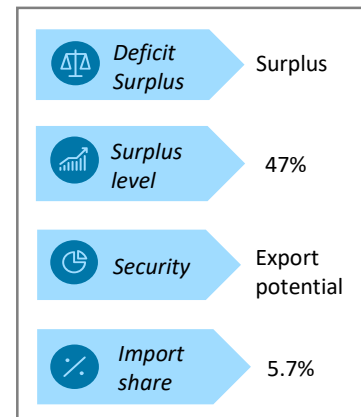 Deficit
Surplus
Surplus
Surplus
level
47%
Security
Export
potential
Import
share
5.7%